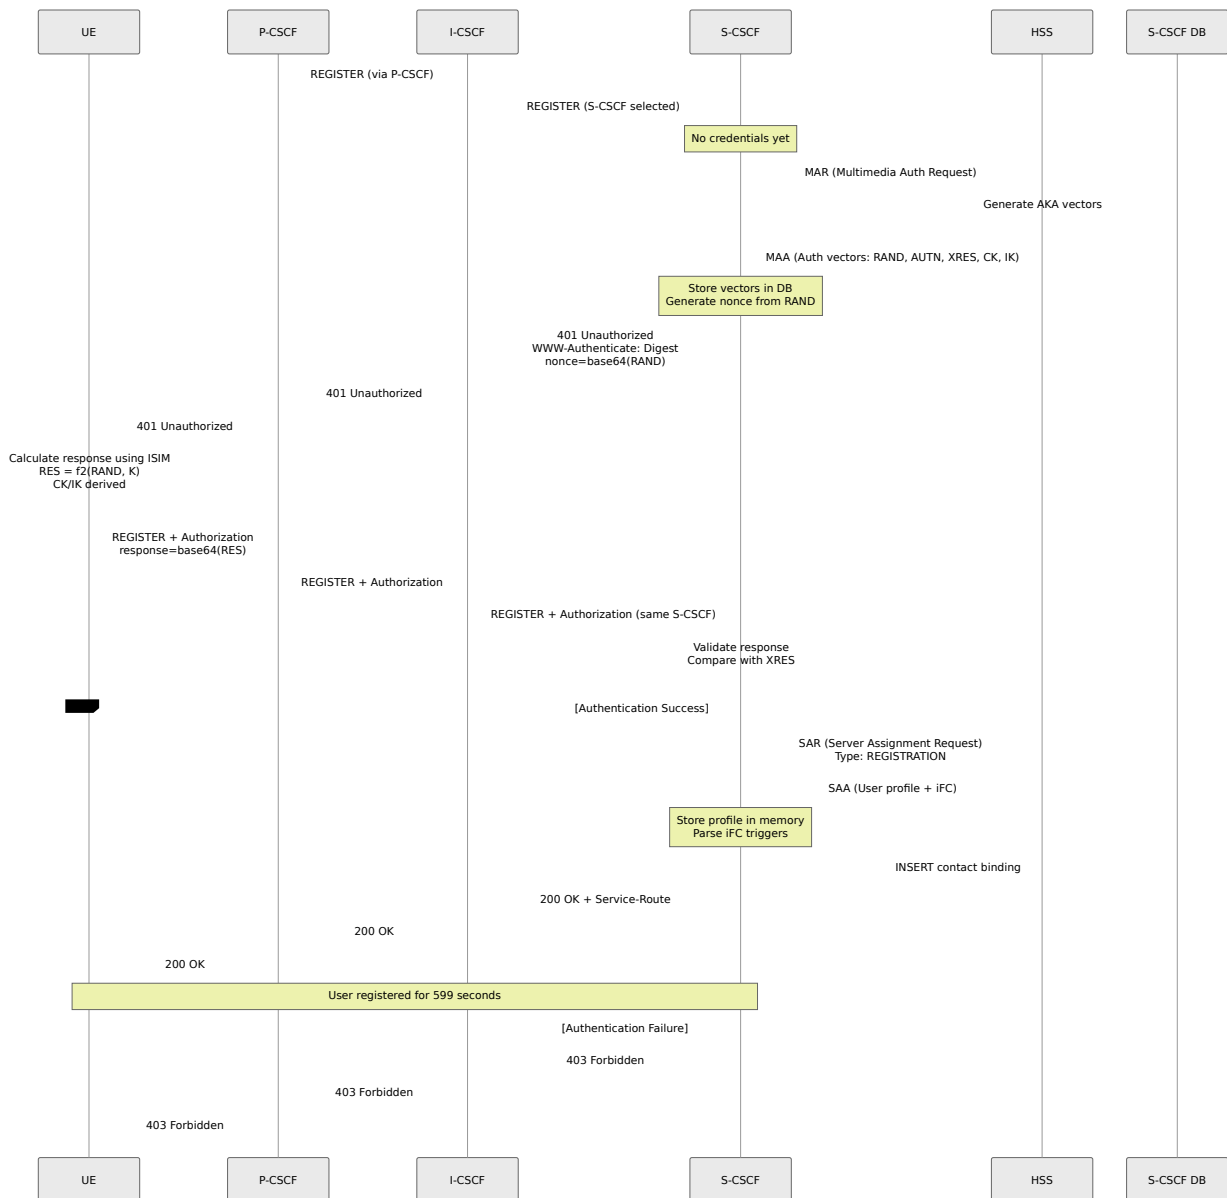 UE
P-CSCF
I-CSCF
S-CSCF
HSS
S-CSCF DB
REGISTER (via P-CSCF)
REGISTER (S-CSCF selected)
No credentials yet
MAR (Multimedia Auth Request)
Generate AKA vectors
MAA (Auth vectors: RAND, AUTN, XRES, CK, IK)
Store vectors in DB
Generate nonce from RAND
401 Unauthorized
WWW-Authenticate: Digest
nonce=base64(RAND)
401 Unauthorized
401 Unauthorized
Calculate response using ISIM
RES = f2(RAND, K)
CK/IK derived
REGISTER + Authorization
response=base64(RES)
REGISTER + Authorization
REGISTER + Authorization (same S-CSCF)
Validate response
Compare with XRES
[Authentication Success]
SAR (Server Assignment Request)
Type: REGISTRATION
SAA (User profile + iFC)
Store profile in memory
Parse iFC triggers
INSERT contact binding
200 OK + Service-Route
200 OK
200 OK
User registered for 599 seconds
[Authentication Failure]
403 Forbidden
403 Forbidden
403 Forbidden
UE
P-CSCF
I-CSCF
S-CSCF
HSS
S-CSCF DB